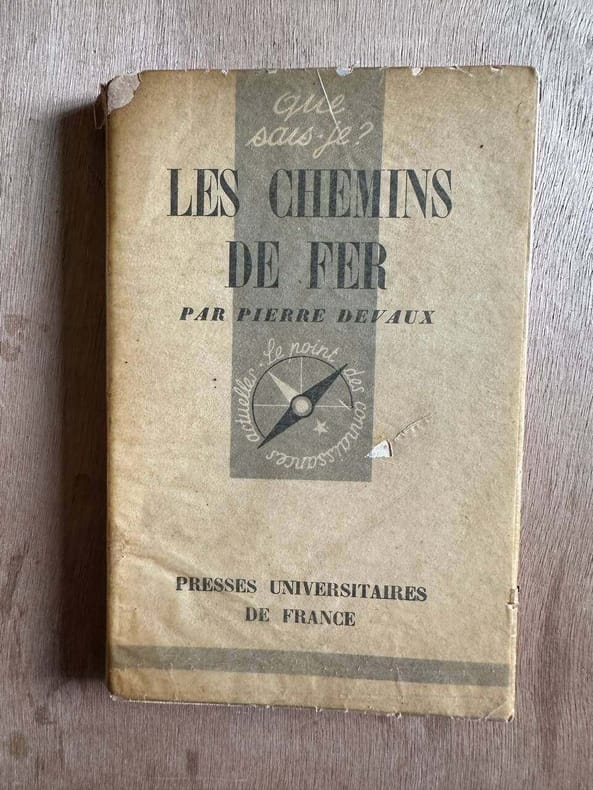 que
sais-je?
LES CHEMINS
DE FER
PAR PIERRE DEVAUX
Le point des connaissances actuelles
PRESSES UNIVERSITAIRES
DE FRANCE